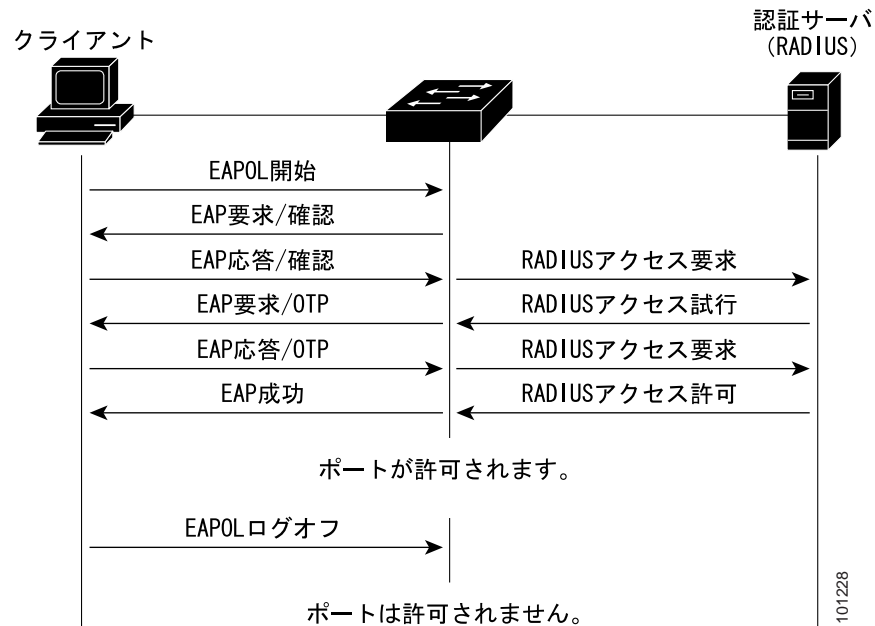 クライアント
認証サーバ
(RADIUS)
EAPOL開始
EAP要求/確認
EAP応答/確認
RADIUSアクセス要求
EAP要求/OTP
RADIUSアクセス試行
EAP応答/OTP
RADIUSアクセス要求
EAP成功
RADIUSアクセス許可
ポートが許可されます。
EAPOLログオフ
ポートは許可されません。
101228